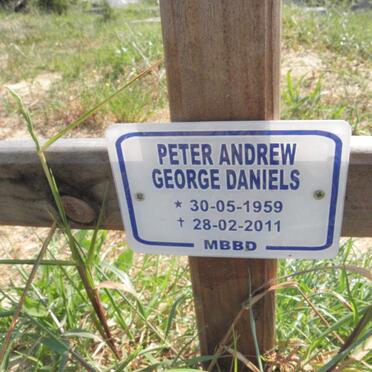 PETER ANDREW
GEORGE DANIELS
* 30-05-1959
† 28-02-2011
MBBD